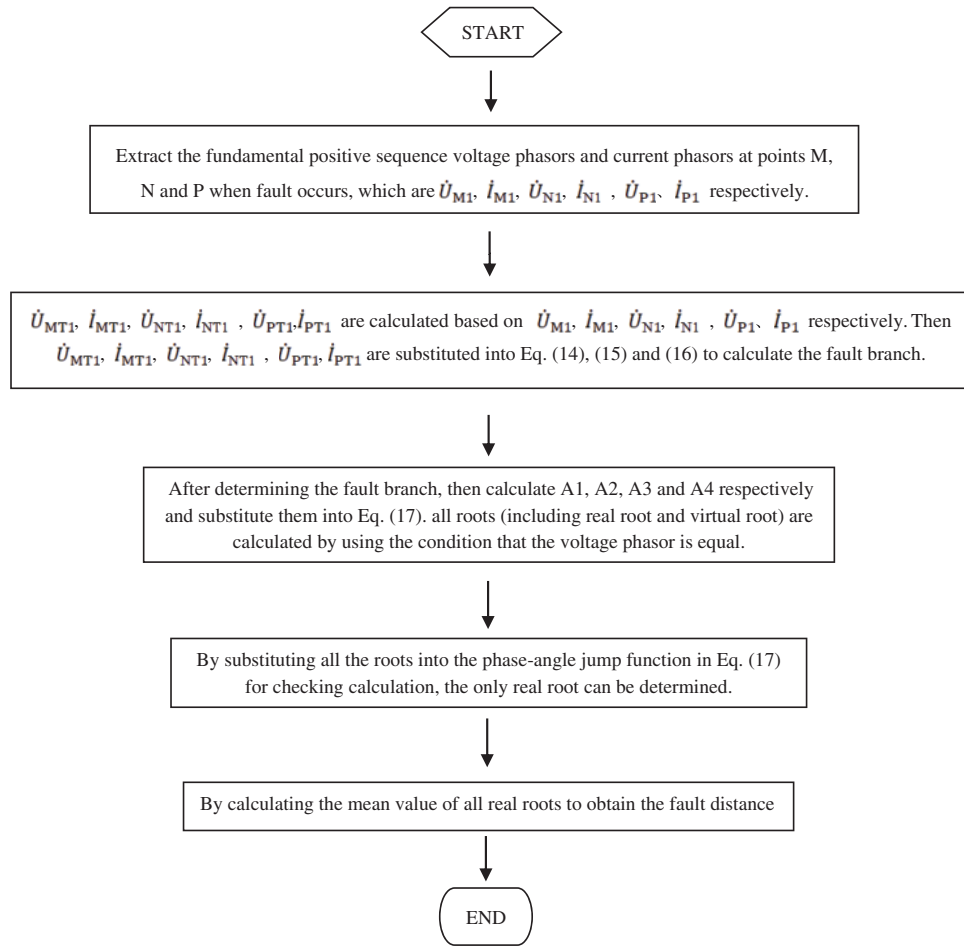 START
Extract the fundamental positive sequence voltage phasors and current phasors at points M,
N and P when fault occurs, which are U̇M1, İM1, U̇N1, İN1 , U̇P1、 İP1 respectively.
U̇MT1, İMT1, U̇NT1, İNT1 , U̇PT1,İPT1 are calculated based on U̇M1, İM1, U̇N1, İN1 , U̇P1、 İP1 respectively. Then
U̇MT1, İMT1, U̇NT1, İNT1 , U̇PT1, İPT1 are substituted into Eq. (14), (15) and (16) to calculate the fault branch.
After determining the fault branch, then calculate A1, A2, A3 and A4 respectively
and substitute them into Eq. (17). all roots (including real root and virtual root) are
calculated by using the condition that the voltage phasor is equal.
By substituting all the roots into the phase-angle jump function in Eq. (17)
for checking calculation, the only real root can be determined.
By calculating the mean value of all real roots to obtain the fault distance
END